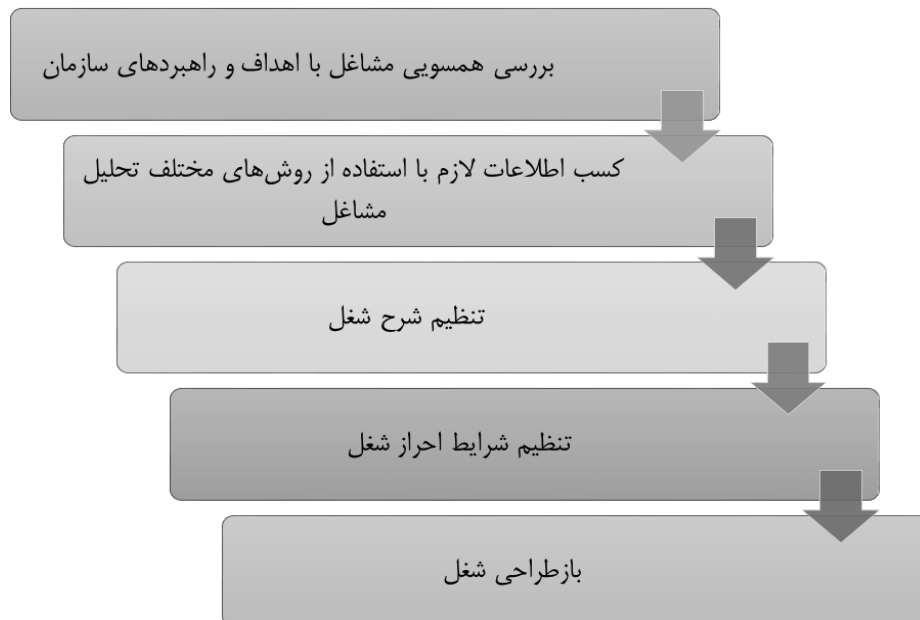 بررسی همسویی مشاغل با اهداف و راهبردهای سازمان
کسب اطلاعات لازم با استفاده از روش‌های مختلف تحلیل
مشاغل
تنظیم شرح شغل
تنظیم شرایط احراز شغل
بازطراحی شغل